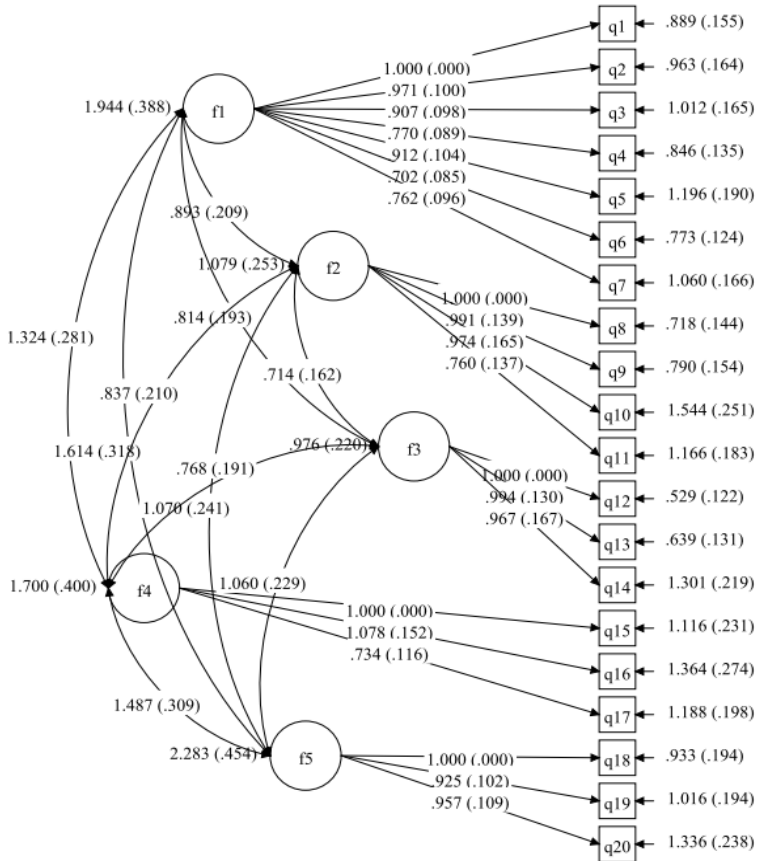 q1 .889 (.155)
q2 .963 (.164)
1.000 (.000)
.971 (.100)
1.944 (.388) f1 .907 (.098) q3 1.012 (.165)
.770 (.089)
q4 .846 (.135)
.912 (.104)
.702 (.085)
q5 1.196 (.190)
.762 (.096)
.893 (.209)
q6 .773 (.124)
1.079 (.253) f2
q7 1.060 (.166)
1.000 (.000)
.814 (.193)
.991 (.139)
q8 .718 (.144)
1.324 (.281)
.974 (.165)
.760 (.137)
q9 .790 (.154)
.714 (.162)
.837 (.210)
q10 1.544 (.251)
.976 (.220) f3
1.614 (.318)
q11 1.166 (.183)
.768 (.191)
1.000 (.000)
.994 (.130)
q12 .529 (.122)
1.070 (.241)
.967 (.167)
q13 .639 (.131)
1.700 (.400) f4 1.060 (.229)
q14 1.301 (.219)
1.000 (.000)
q15 1.116 (.231)
1.078 (.152)
.734 (.116)
q16 1.364 (.274)
1.487 (.309)
q17 1.188 (.198)
2.283 (.454) f5
1.000 (.000)
q18 .933 (.194)
.925 (.102)
.957 (.109)
q19 1.016 (.194)
q20 1.336 (.238)